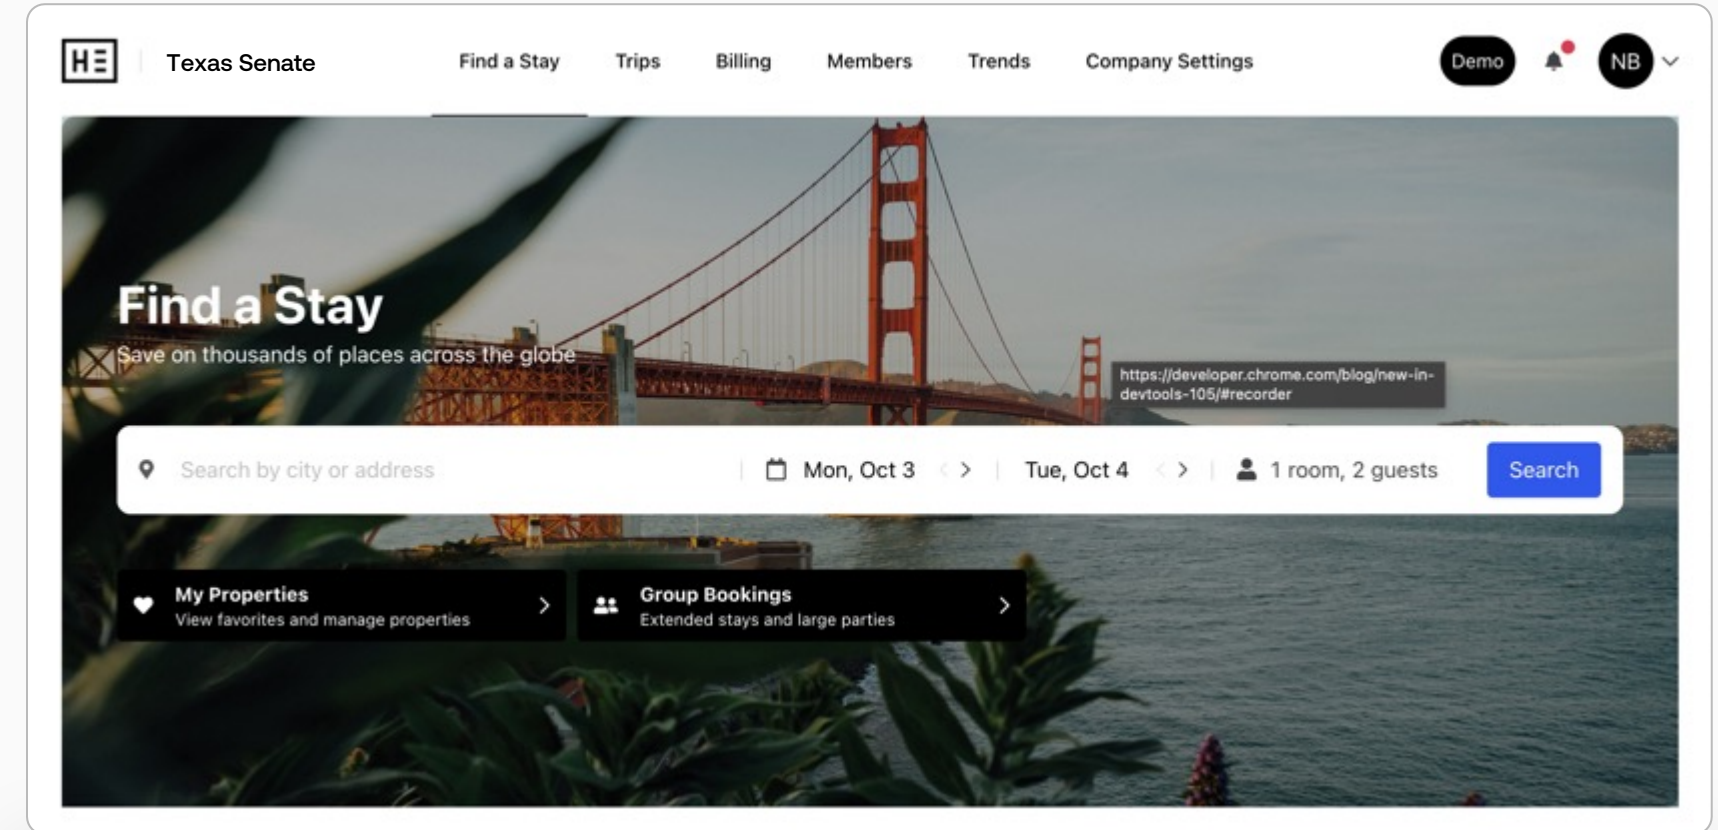 HE
Texas Senate
Find a Stay
Trips
Billing
Members
Trends
Company Settings
Demo
NB
Find a Stay
Save on thousands of places across the globe
https://developer.chrome.com/blog/new-in-
devtools-105/#recorder
Search by city or address
Mon, Oct 3
Tue, Oct 4
1 room, 2 guests
Search
My Properties
View favorites and manage properties
Group Bookings
Extended stays and large parties